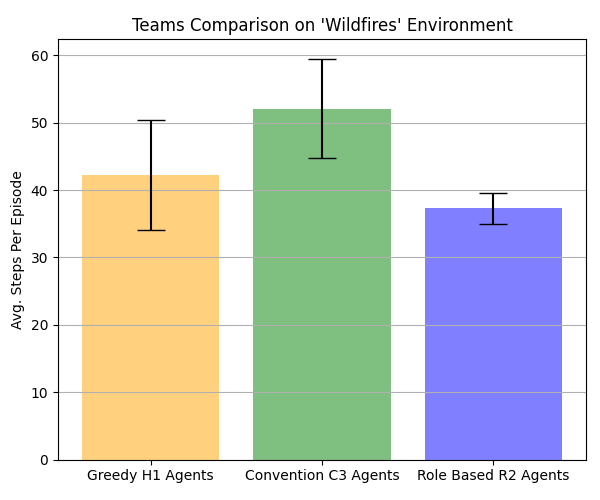 Teams Comparison on 'Wildfires' Environment
60
50
40
30
20
10
0
Avg. Steps Per Episode
Greedy H1 Agents
Convention C3 Agents
Role Based R2 Agents